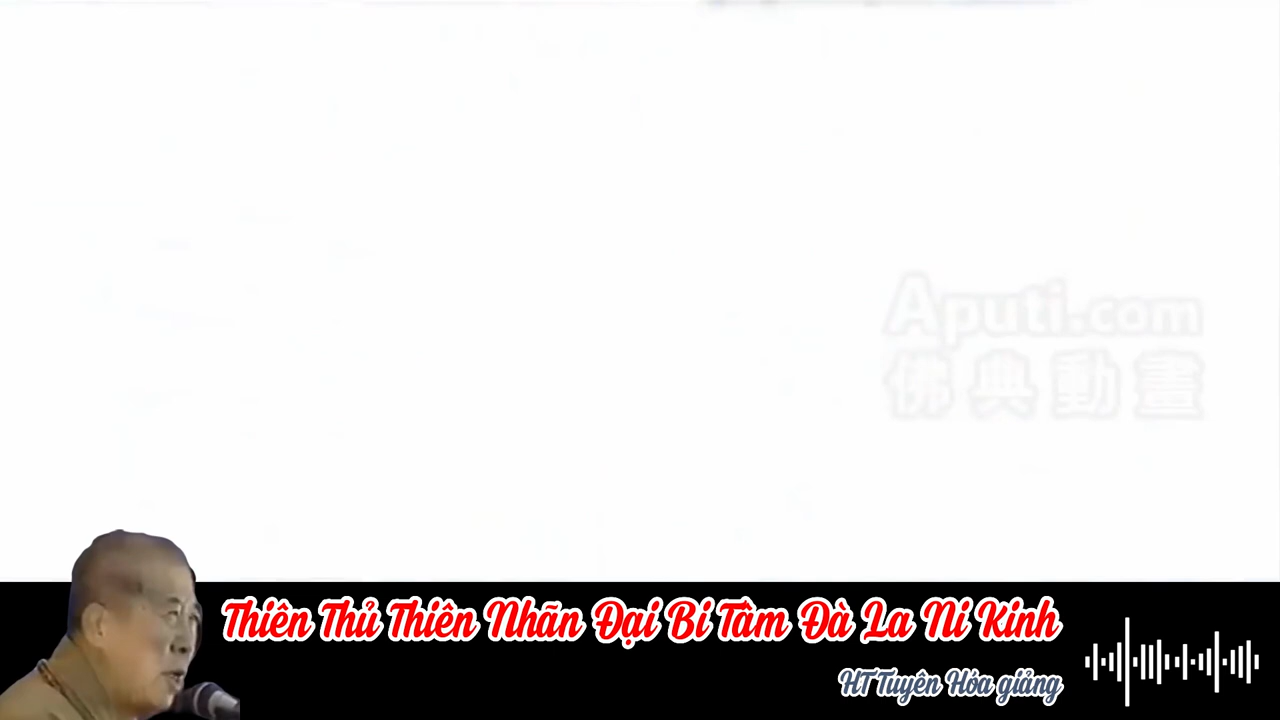 Aputi.com
佛典動畫
Thiên Thủ Thiên Nhãn Đại Bi Tâm Đà La Ni Kinh
HT Tuyên Hóa giảng